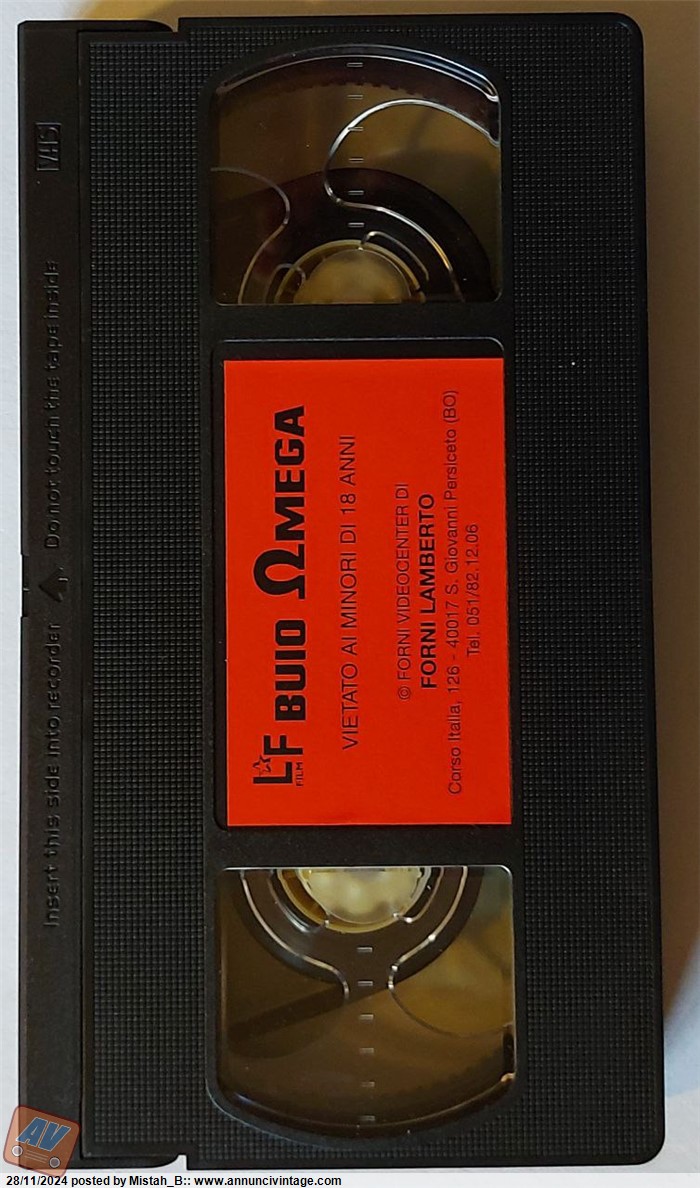 VHS
Insert this side into recorder Do not touch the tape inside
LF FILM BUIO ΩMEGA
VIETATO AI MINORI DI 18 ANNI
© FORNI VIDEOCENTER DI
FORNI LAMBERTO
Corso Italia, 126 - 40017 S. Giovanni Persiceto (BO)
Tel. 051/82.12.06
AV
28/11/2024 posted by Mistah_B:: www.annuncivintage.com